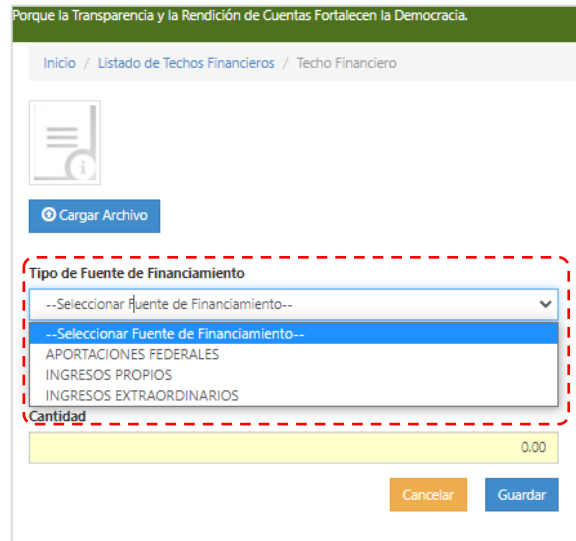 Porque la Transparencia y la Rendición de Cuentas Fortalecen la Democracia.
Inicio / Listado de Techos Financieros / Techo Financiero
Cargar Archivo
Tipo de Fuente de Financiamiento
--Seleccionar Fuente de Financiamiento--
--Seleccionar Fuente de Financiamiento--
APORTACIONES FEDERALES
INGRESOS PROPIOS
INGRESOS EXTRAORDINARIOS
Cantidad
0.00
Cancelar Guardar